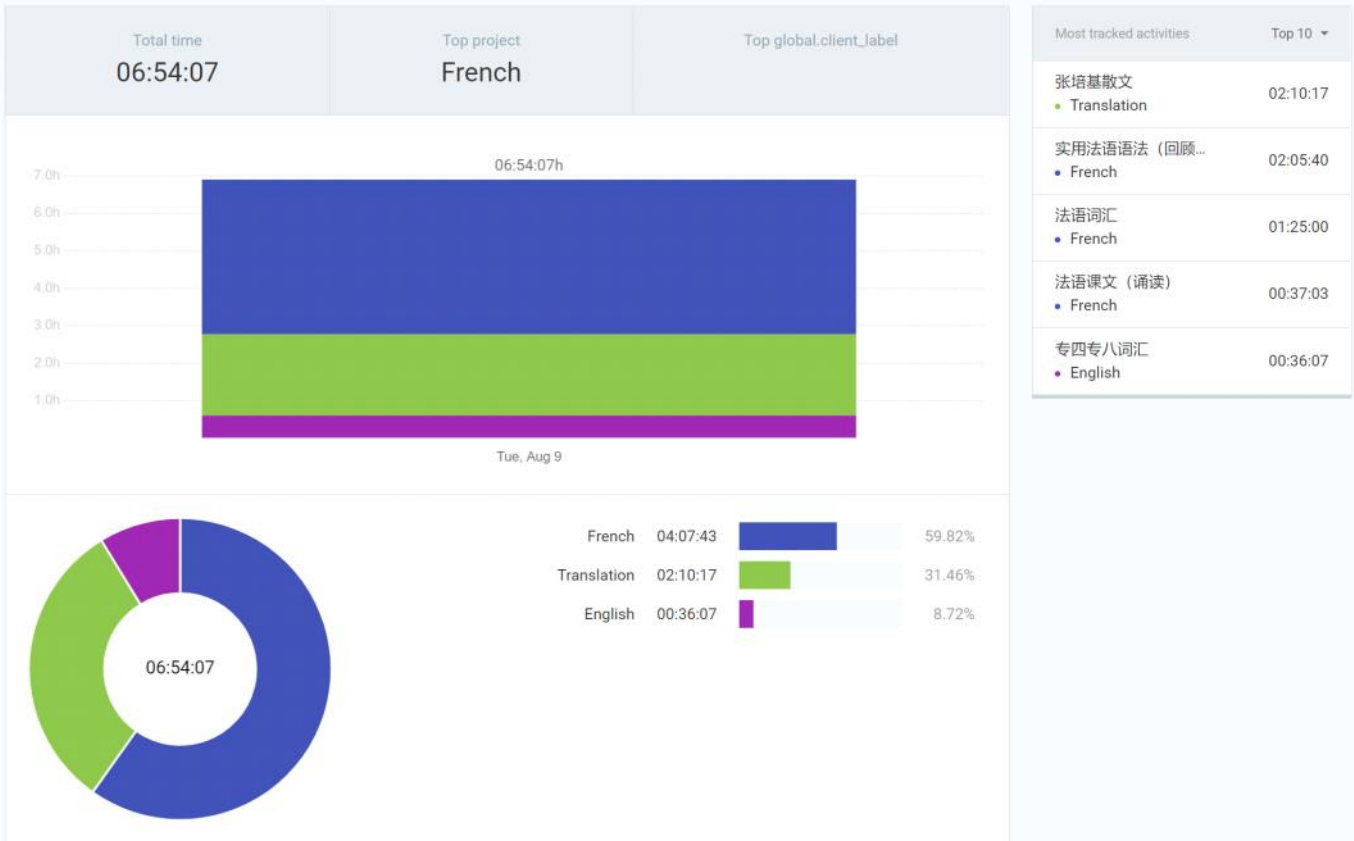 Total time
06:54:07
Top project
French
Top global.client_label
06:54:07h
7.0h
6.0h
5.0h
4.0h
3.0h
2.0h
1.0h
Tue, Aug 9
06:54:07
French 04:07:43 59.82%
Translation 02:10:17 31.46%
English 00:36:07 8.72%
Most tracked activities Top 10
张培基散文
Translation
02:10:17
实用法语语法（回顾...
French
02:05:40
法语词汇
French
01:25:00
法语课文（诵读）
French
00:37:03
专四专八词汇
English
00:36:07